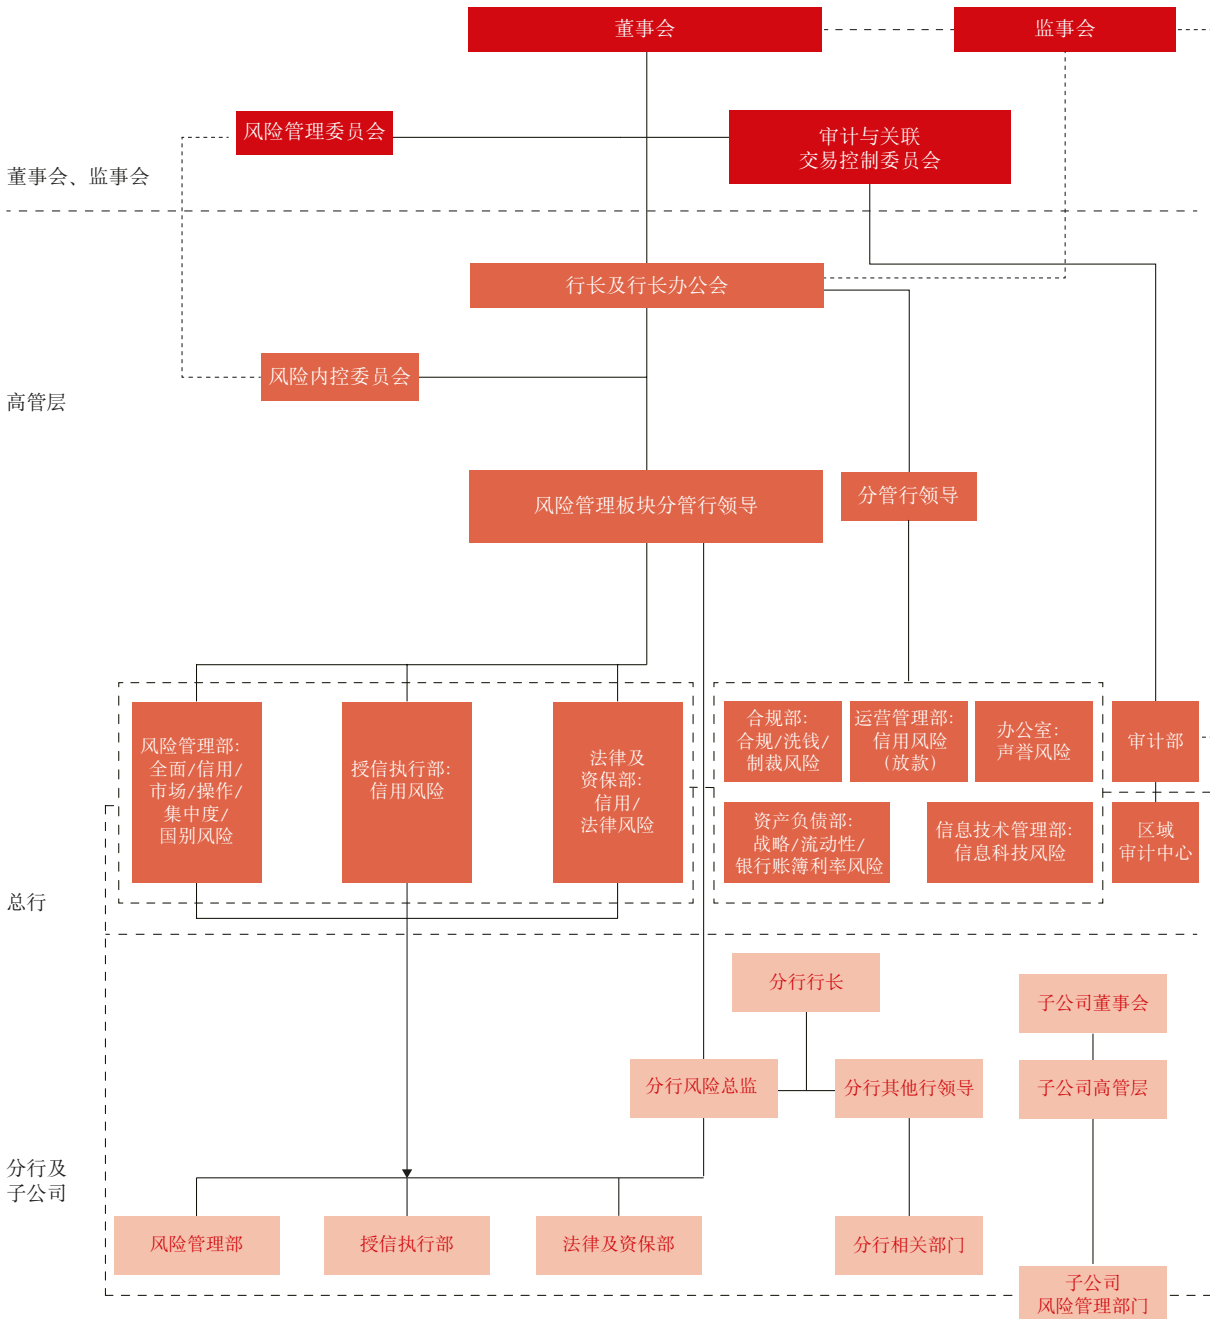 董事会
监事会
风险管理委员会
审计与关联
交易控制委员会
董事会、监事会
行长及行长办公会
风险内控委员会
高管层
风险管理板块分管行领导
分管行领导
风险管理部:
全面/信用/
市场/操作/
集中度/
国别风险
授信执行部:
信用风险
法律及
资保部:
信用/
法律风险
合规部:
合规/洗钱/
制裁风险
运营管理部:
信用风险
(放款)
办公室:
声誉风险
审计部
资产负债部:
战略/流动性/
银行账簿利率风险
信息技术管理部:
信息科技风险
区域
审计中心
总行
分行行长
子公司董事会
分行风险总监
分行其他行领导
子公司高管层
分行及
子公司
风险管理部
授信执行部
法律及资保部
分行相关部门
子公司
风险管理部门